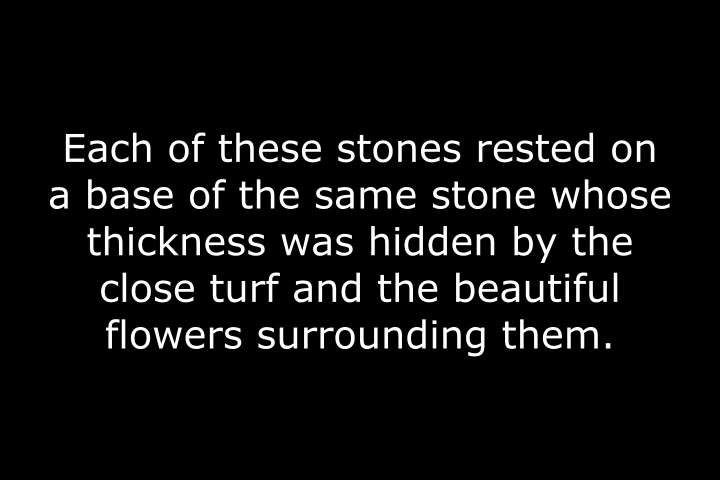 Each of these stones rested on
a base of the same stone whose
thickness was hidden by the
close turf and the beautiful
flowers surrounding them.